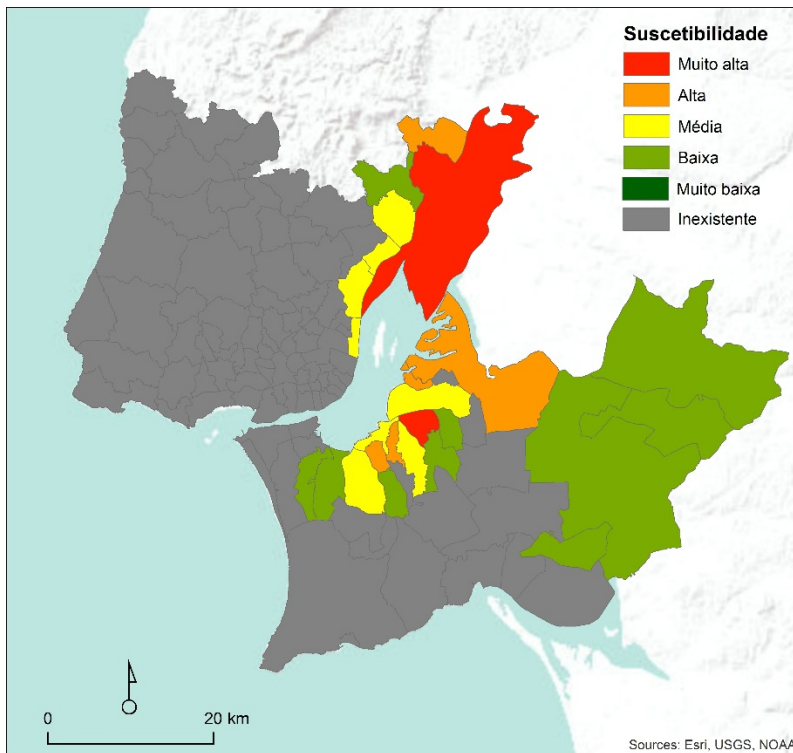 Suscetibilidade
Muito alta
Alta
Média
Baixa
Muito baixa
Inexistente
0 20 km
Sources: Esri, USGS, NOAA